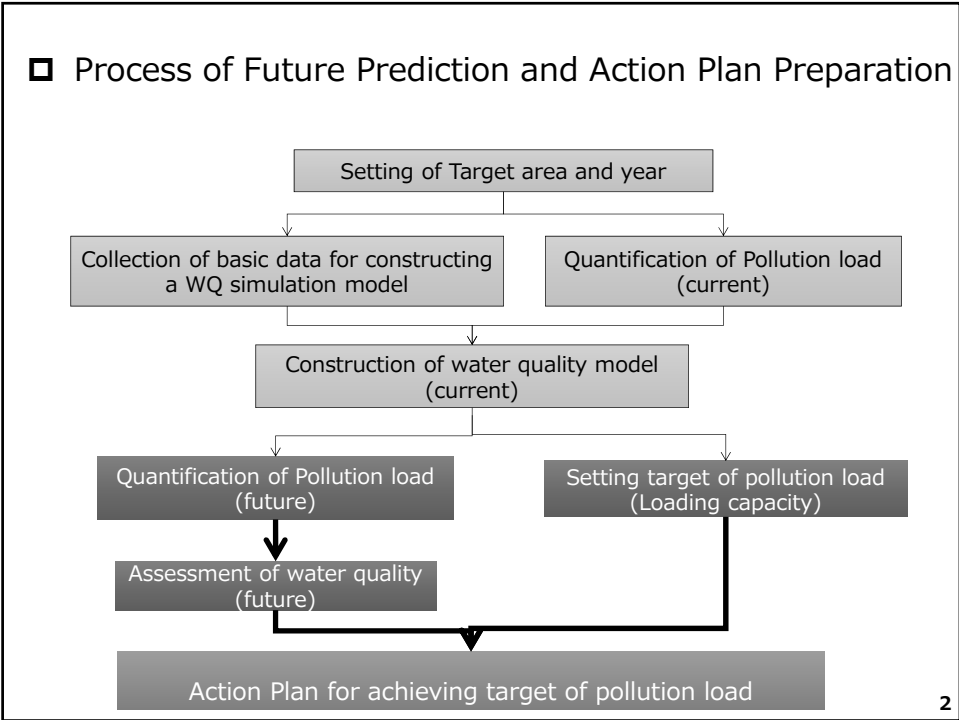 Process of Future Prediction and Action Plan Preparation
Setting of Target area and year
Collection of basic data for constructing
a WQ simulation model
Quantification of Pollution load
(current)
Construction of water quality model
(current)
Quantification of Pollution load
(future)
Setting target of pollution load
(Loading capacity)
Assessment of water quality
(future)
Action Plan for achieving target of pollution load
2